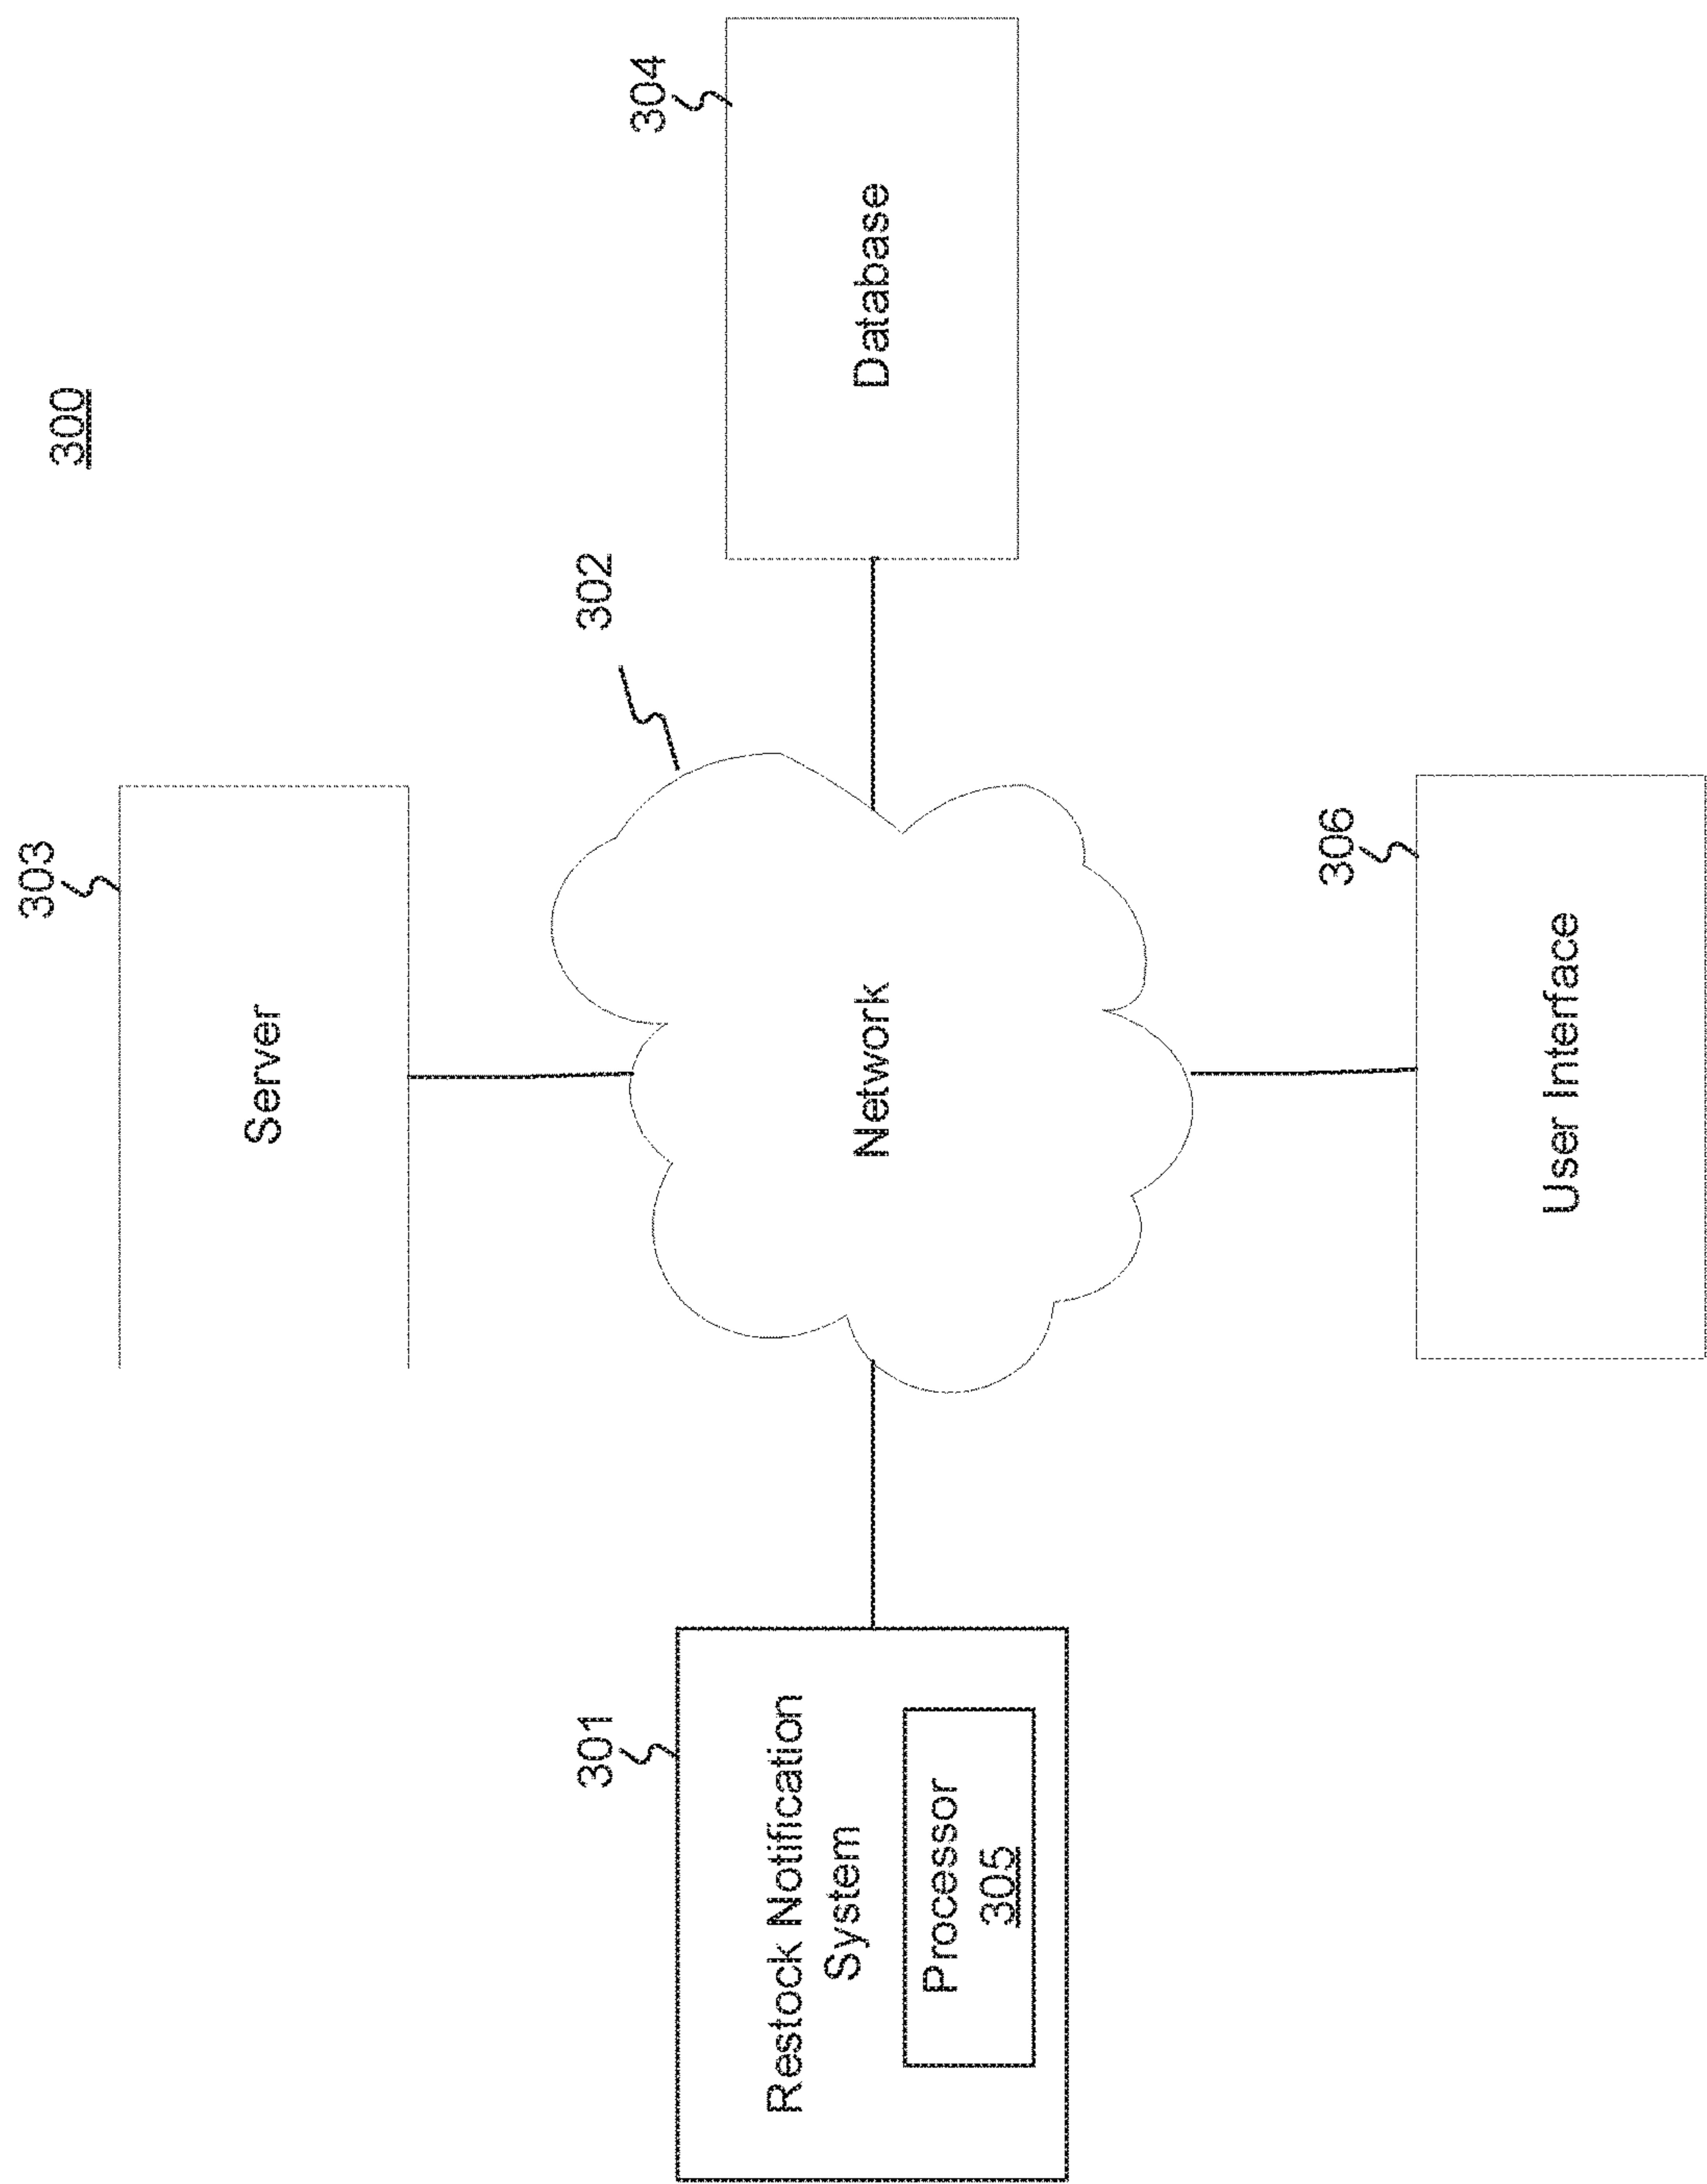 300
303
Server
302
304
Database
Network
301
Restock Notification
System
Processor
305
306
User Interface